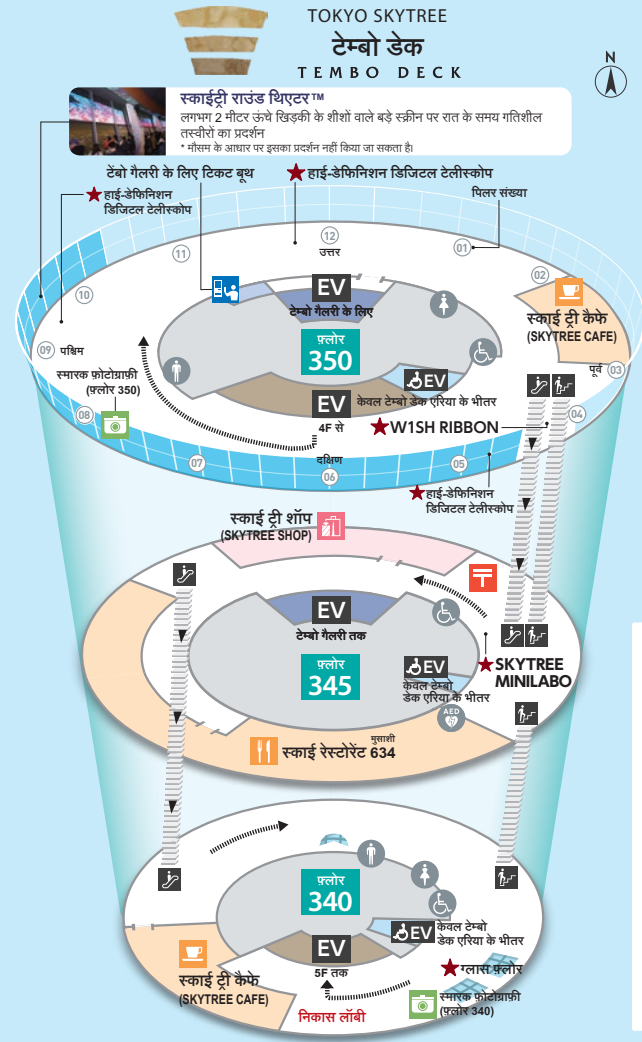 TOKYO SKYTREE
टेम्बो डेक
TEMBO DECK
N
स्काईट्री राउंड थिएटर™
लगभग 2 मीटर ऊंचे खिड़की के शीशों वाले बड़े स्क्रीन पर रात के समय गतिशील
तस्वीरों का प्रदर्शन
* मौसम के आधार पर इसका प्रदर्शन नहीं किया जा सकता है।
टेंबो गैलरी के लिए टिकट बूथ
हाई-डेफिनिशन डिजिटल टेलीस्कोप
हाई-डेफिनिशन
डिजिटल टेलीस्कोप
पिलर संख्या
12
उत्तर
11
01
10
02
EV
टेम्बो गैलरी के लिए
स्काई ट्री कैफे
(SKYTREE CAFE)
फ़्लोर
350
09 पश्चिम
पूर्व 03
स्मारक फ़ोटोग्राफ़ी
(फ़्लोर 350)
EV
केवल टेम्बो डेक एरिया के भीतर
EV
4F से
08
04
W1SH RIBBON
दक्षिण
07
06
05
हाई-डेफिनिशन
डिजिटल टेलीस्कोप
स्काई ट्री शॉप
(SKYTREE SHOP)
EV
टेम्बो गैलरी तक
फ़्लोर
345
EV
केवल टेम्बो
डेक एरिया के भीतर
SKYTREE
MINILABO
AED
मुसाशी
स्काई रेस्टोरेंट 634
फ़्लोर
340
EV
केवल टेम्बो
डेक एरिया के भीतर
EV
5F तक
स्काई ट्री कैफे
(SKYTREE CAFE)
ग्लास फ़्लोर
स्मारक फ़ोटोग्राफ़ी
(फ़्लोर 340)
निकास लॉबी